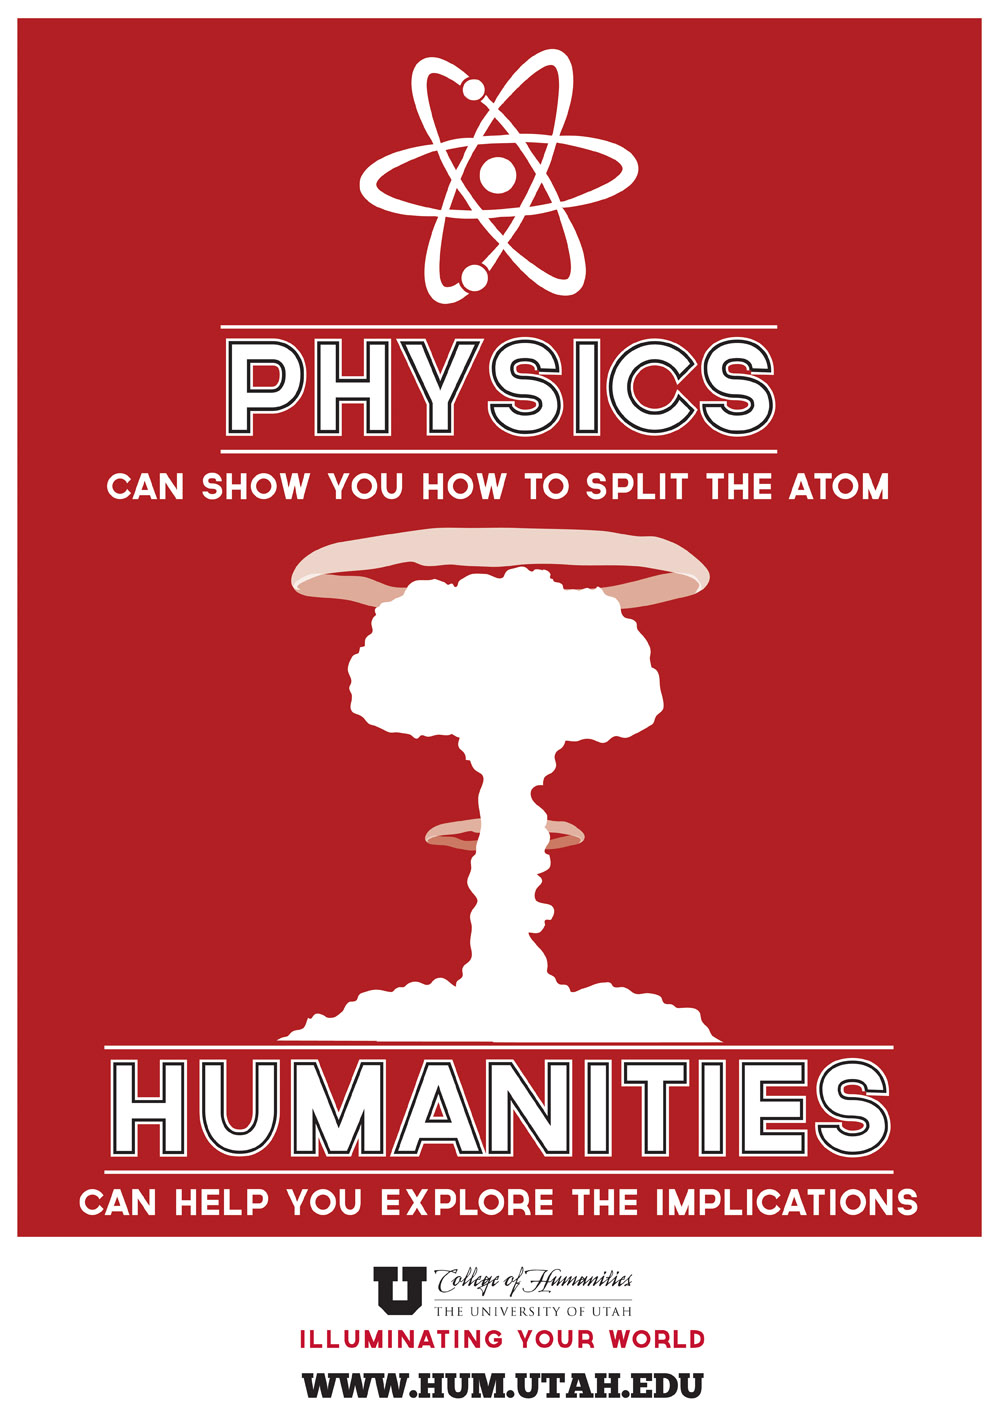 PHYSICS
CAN SHOW YOU HOW TO SPLIT THE ATOM
HUMANITIES
CAN HELP YOU EXPLORE THE IMPLICATIONS
U College of Humanities
THE UNIVERSITY OF UTAH
ILLUMINATING YOUR WORLD
WWW.HUM.UTAH.EDU